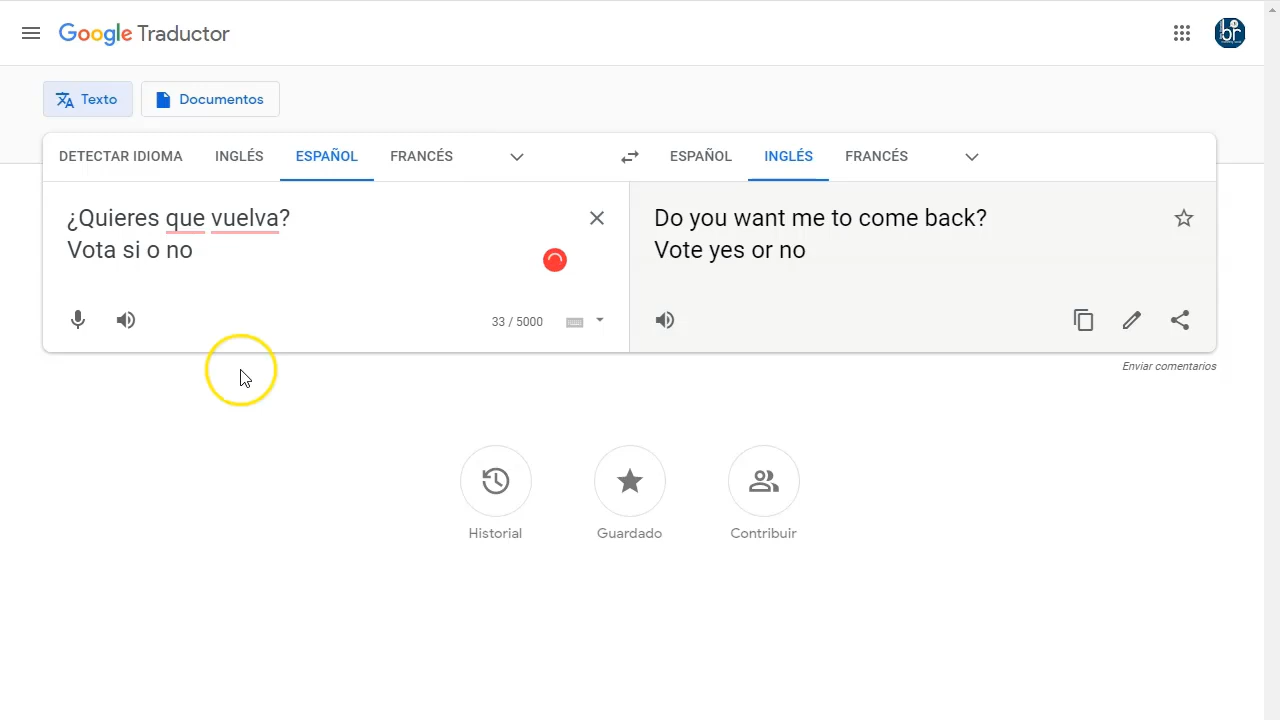 Google Traductor
br
Texto
Documentos
DETECTAR IDIOMA
INGLÉS
ESPAÑOL
FRANCÉS
ESPAÑOL
INGLÉS
FRANCÉS
¿Quieres que vuelva?
Vota si o no
33 / 5000
Do you want me to come back?
Vote yes or no
Enviar comentarios
Historial
Guardado
Contribuir